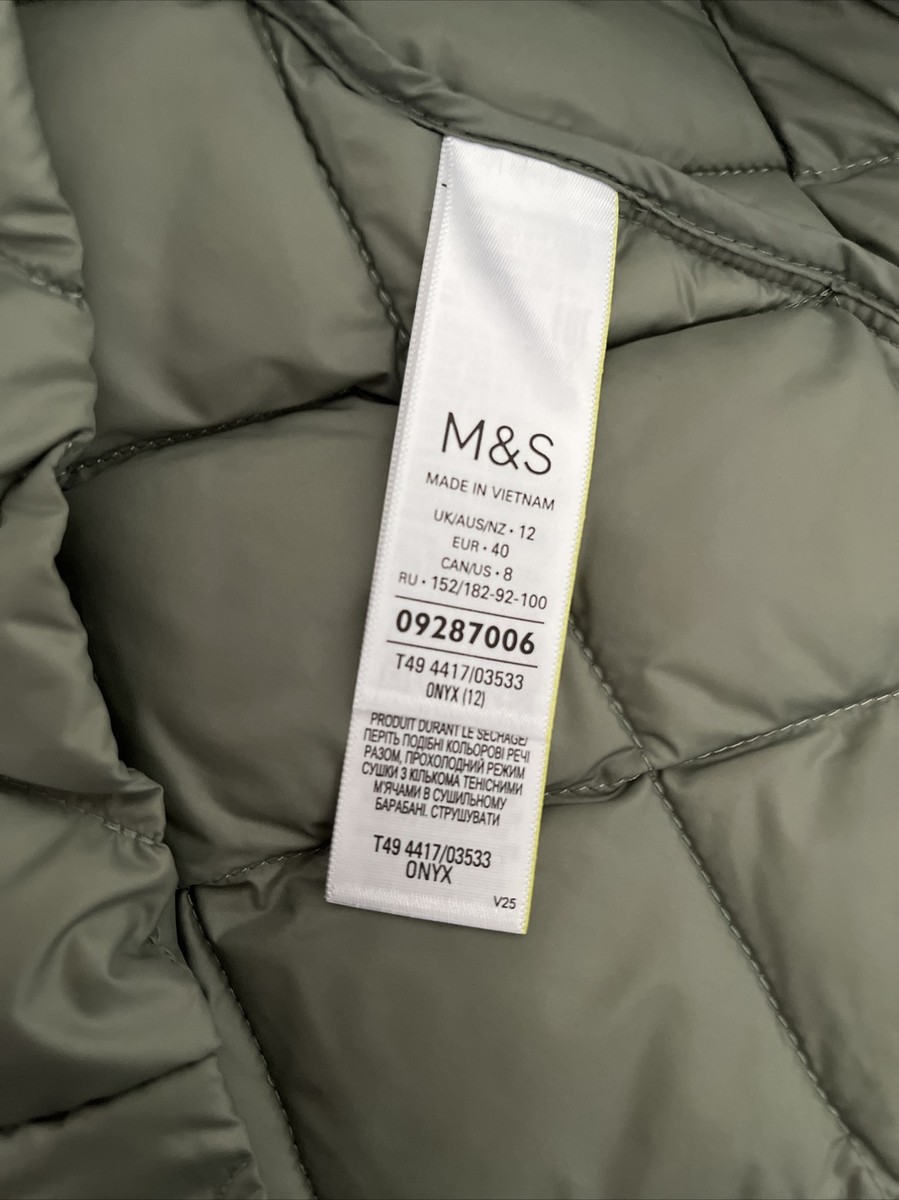 M&S
MADE IN VIETNAM
UK/AUS/NZ • 12
EUR • 40
CAN/US • 8
RU • 152/182-92-100
09287006
T49 4417/03533
ONYX (12)
PRODUIT DURANT LE SÉCHAGE/
ПЕРІТЬ ПОДІБНІ КОЛЬОРОВІ РЕЧІ
РАЗОМ, ПРОХОЛОДНИЙ РЕЖИМ
СУШКИ З КІЛЬКОМА ТЕНІСНИМИ
М'ЯЧАМИ В СУШИЛЬНОМУ
БАРАБАНІ. СТРУШУВАТИ
T49 4417/03533
ONYX
V25